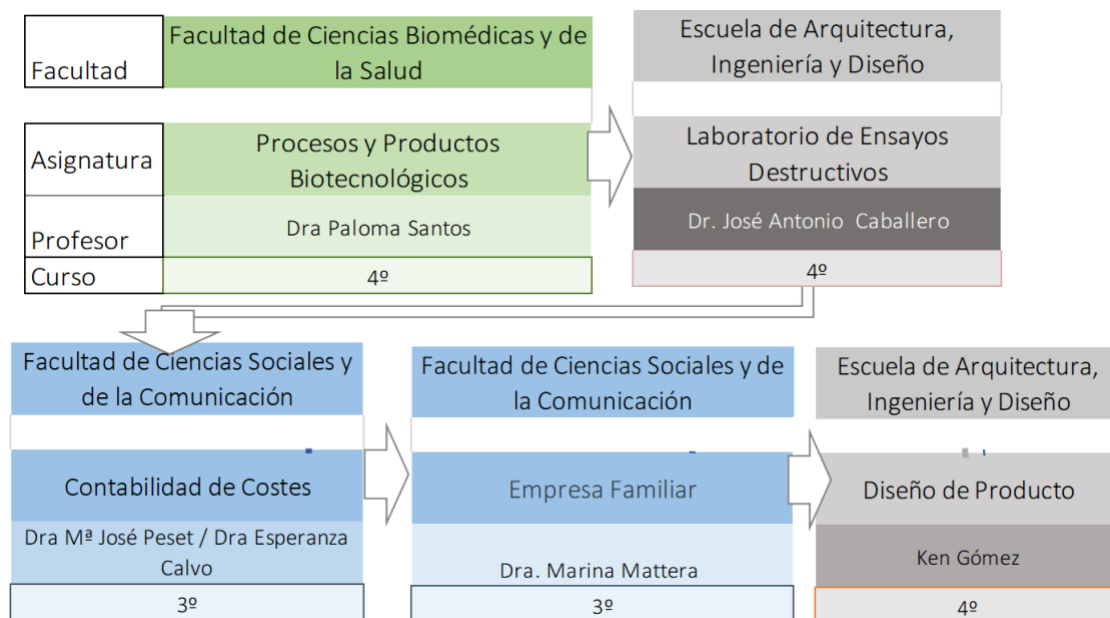 Facultad
Facultad de Ciencias Biomédicas y de
la Salud
Escuela de Arquitectura,
Ingeniería y Diseño
Asignatura
Procesos y Productos
Biotecnológicos
Laboratorio de Ensayos
Destructivos
Profesor
Dra Paloma Santos
Dr. José Antonio Caballero
Curso
4º
4º
Facultad de Ciencias Sociales y
de la Comunicación
Facultad de Ciencias Sociales y de
la Comunicación
Escuela de Arquitectura,
Ingeniería y Diseño
Contabilidad de Costes
Empresa Familiar
Diseño de Producto
Dra Mª José Peset / Dra Esperanza
Calvo
Dra. Marina Mattera
Ken Gómez
3º
3º
4º